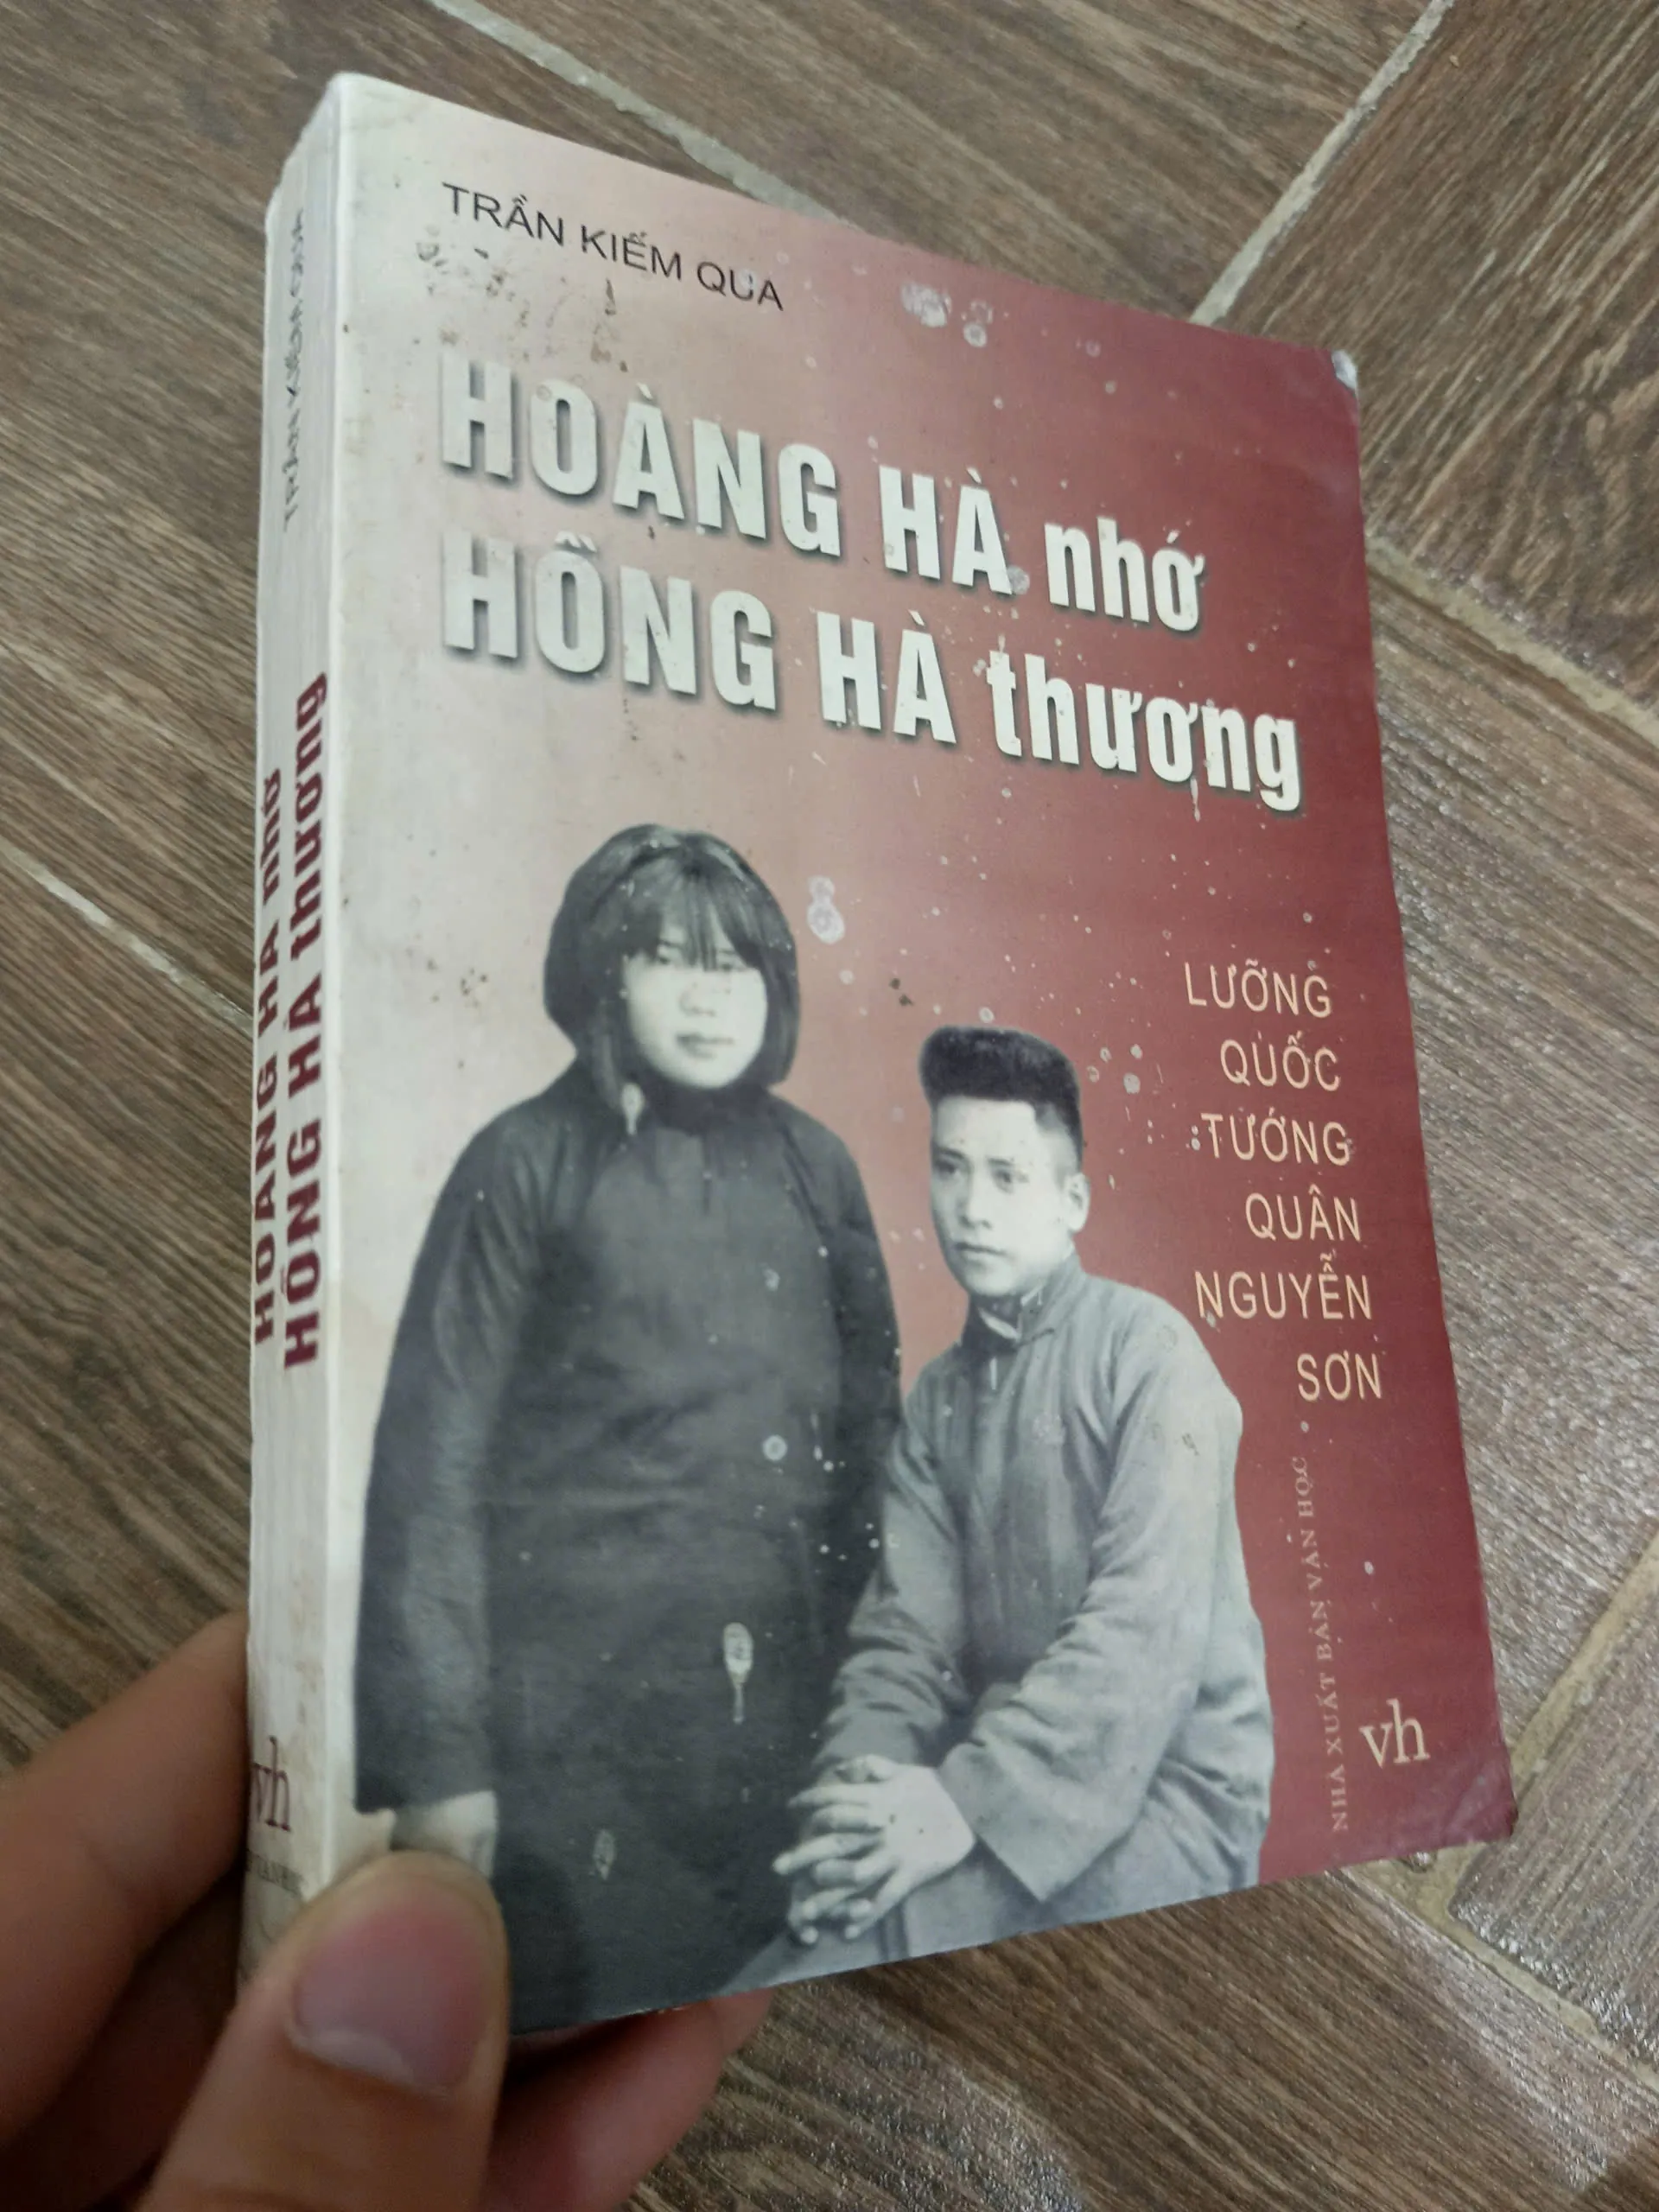 TRẦN KIẾM QUA
HOÀNG HÀ nhớ
HỒNG HÀ thương
LƯỠNG
QUỐC
TƯỚNG
QUÂN
NGUYỄN
SƠN
NHÀ XUẤT BẢN VĂN HỌC
vh
TRẦN KIẾM QUA
HOÀNG HÀ nhớ
HỒNG HÀ thương
vh